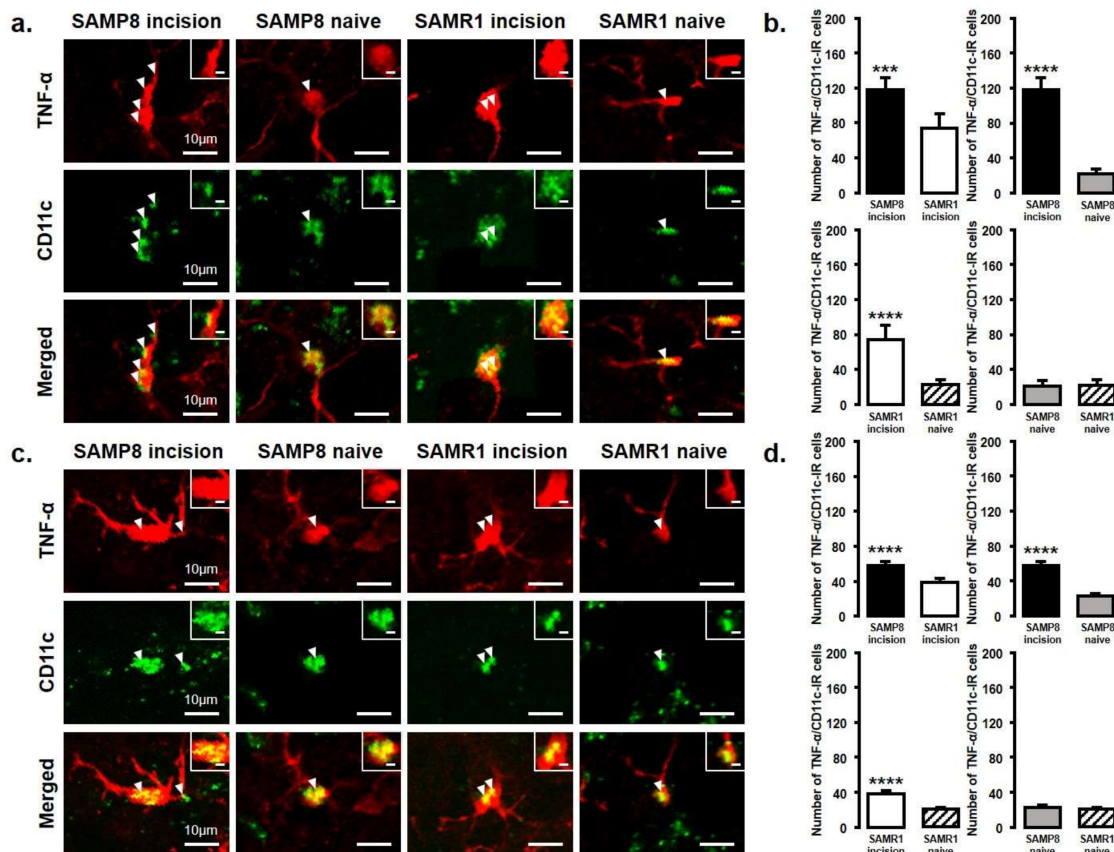 a.
SAMP8 incision SAMP8 naive SAMR1 incision SAMR1 naive
TNF-α
10μm
CD11c
10μm
Merged
10μm
b.
Number of TNF-α/CD11c-IR cells
200
160
120
80
40
0
***
SAMP8
incision
SAMR1
incision
Number of TNF-α/CD11c-IR cells
200
160
120
80
40
0
****
SAMP8
incision
SAMP8
naive
Number of TNF-α/CD11c-IR cells
200
160
120
80
40
0
****
SAMR1
incision
SAMR1
naive
Number of TNF-α/CD11c-IR cells
200
160
120
80
40
0
SAMP8
naive
SAMR1
naive
c.
SAMP8 incision SAMP8 naive SAMR1 incision SAMR1 naive
TNF-α
10μm
CD11c
10μm
Merged
10μm
d.
Number of TNF-α/CD11c-IR cells
200
160
120
80
40
0
****
SAMP8
incision
SAMR1
incision
Number of TNF-α/CD11c-IR cells
200
160
120
80
40
0
****
SAMP8
incision
SAMP8
naive
Number of TNF-α/CD11c-IR cells
200
160
120
80
40
0
****
SAMR1
incision
SAMR1
naive
Number of TNF-α/CD11c-IR cells
200
160
120
80
40
0
SAMP8
naive
SAMR1
naive